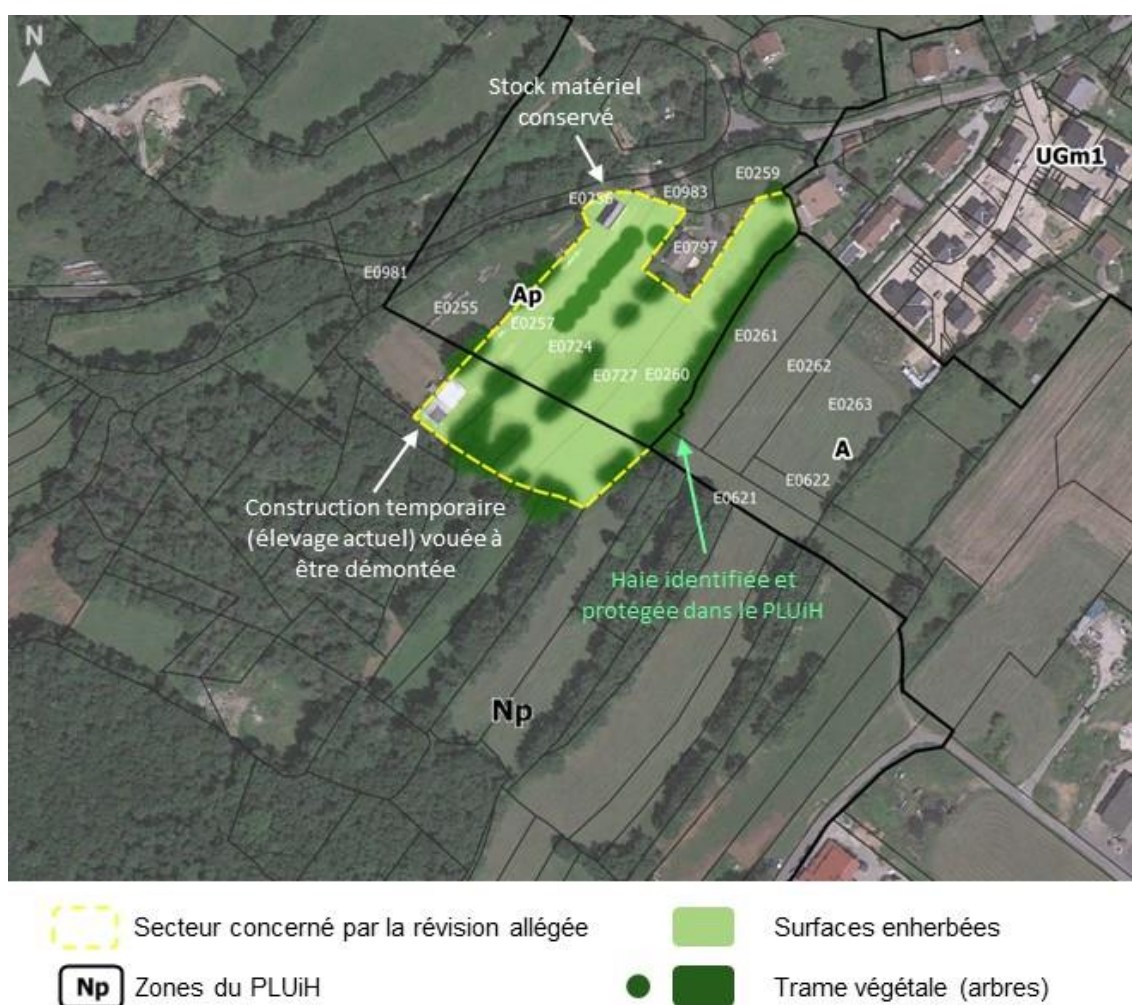 N
Stock matériel
conservé
UGm1
E0259
E0983
E0258
E0797
E0981
Ap
E0255
E0257
E0261
E0724
E0262
E0727
E0260
E0263
A
E0622
E0621
Construction temporaire
(élevage actuel) vouée à
être démontée
Haie identifiée et
protégée dans le PLUiH
Np
Secteur concerné par la révision allégée
Surfaces enherbées
Np
Zones du PLUiH
Trame végétale (arbres)